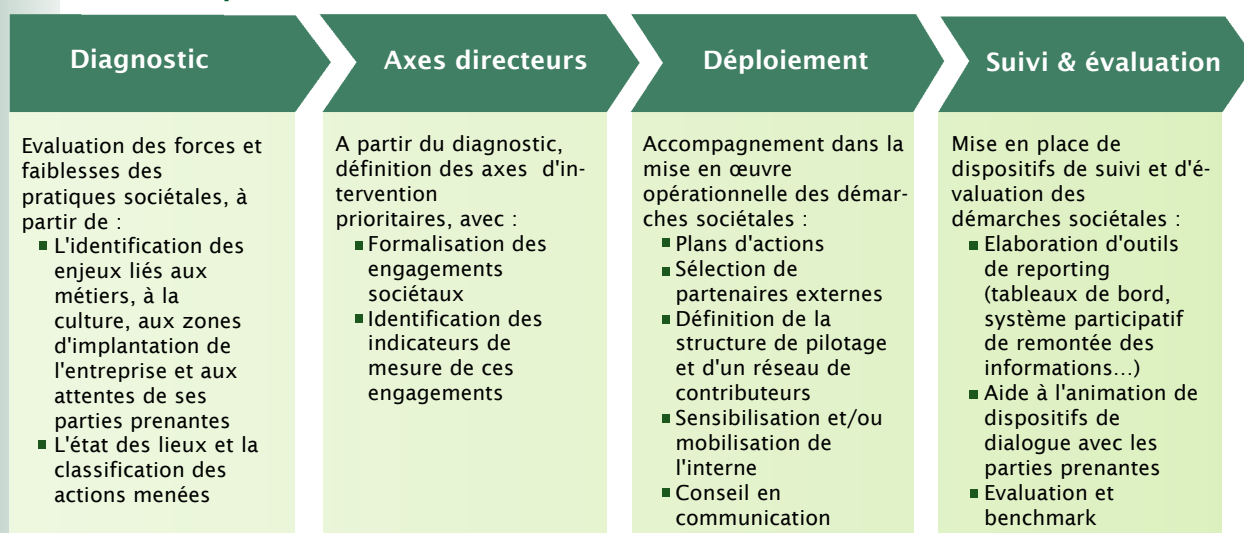 Diagnostic
Evaluation des forces et
faiblesses des
pratiques sociétales, à
partir de :
L'identification des
enjeux liés aux
métiers, à la
culture, aux zones
d'implantation de
l'entreprise et aux
attentes de ses
parties prenantes
L'état des lieux et la
classification des
actions menées
Axes directeurs
A partir du diagnostic,
définition des axes d'in-
tervention
prioritaires, avec :
Formalisation des
engagements
sociétaux
Identification des
indicateurs de
mesure de ces
engagements
Déploiement
Accompagnement dans la
mise en œuvre
opérationnelle des démar-
ches sociétales :
Plans d'actions
Sélection de
partenaires externes
Définition de la
structure de pilotage
et d'un réseau de
contributeurs
Sensibilisation et/ou
mobilisation de
l'interne
Conseil en
communication
Suivi & évaluation
Mise en place de
dispositifs de suivi et d'é-
valuation des
démarches sociétales :
Elaboration d'outils
de reporting
(tableaux de bord,
système participatif
de remontée des
informations...)
Aide à l'animation de
dispositifs de
dialogue avec les
parties prenantes
Evaluation et
benchmark